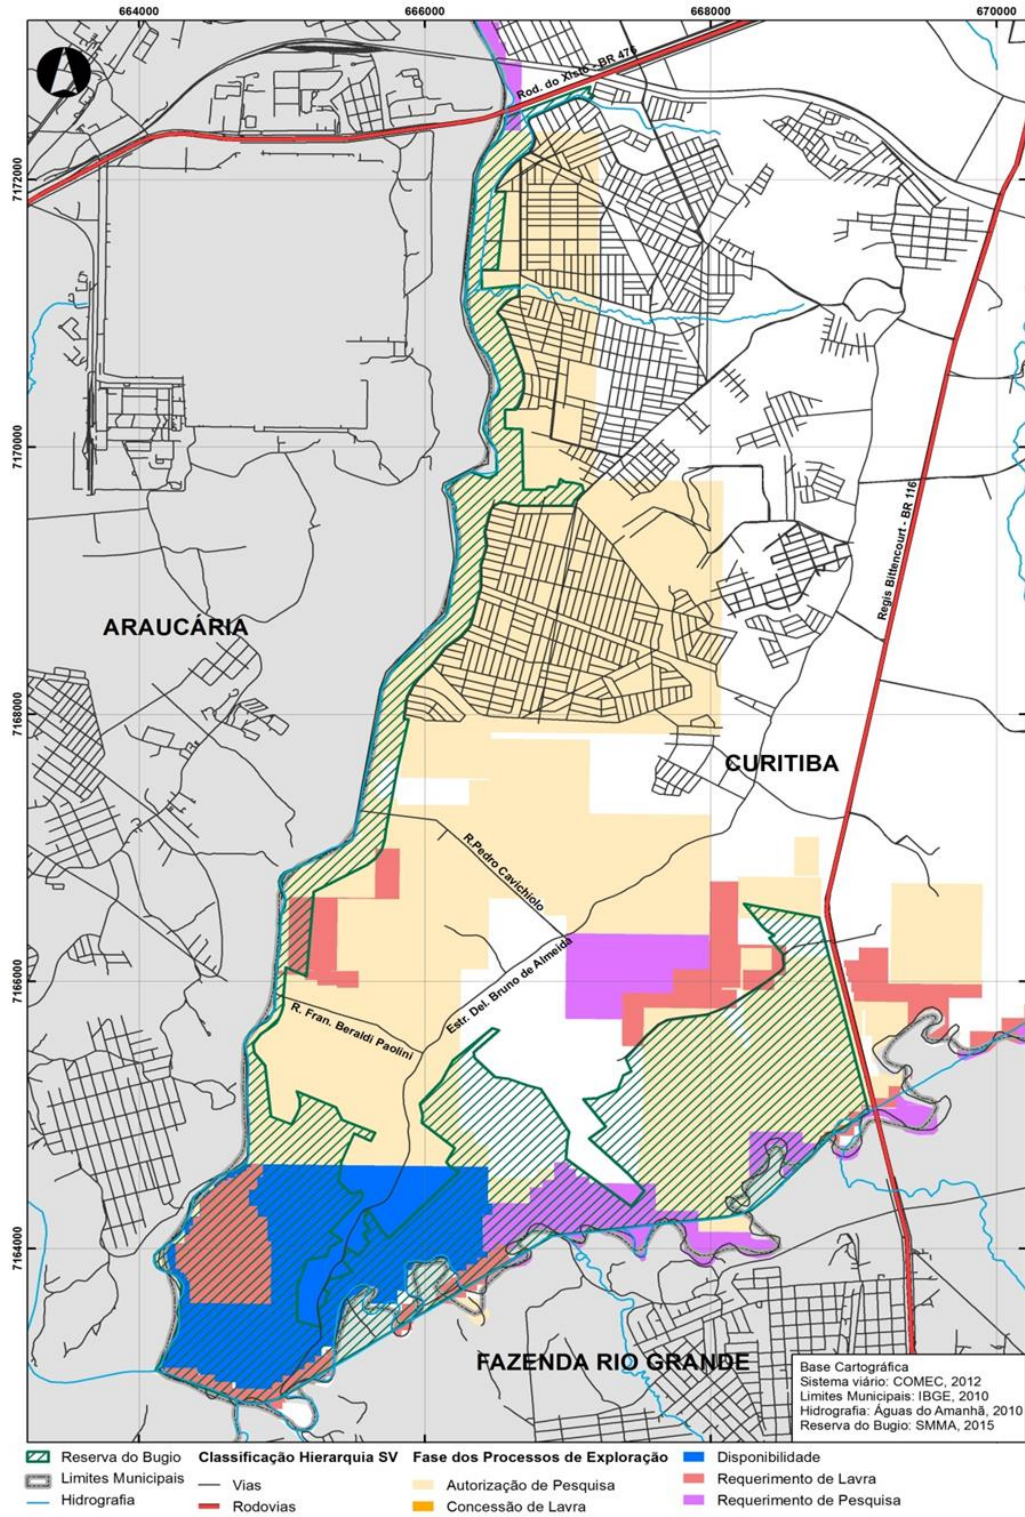 664000 666000 668000 670000
7172000
7170000
7168000
7166000
7164000
Rod. do Xisto - BR 476
Regis Bittencourt - BR 116
ARAUCÁRIA
CURITIBA
R.Pedro Cavichiolo
Estr. Del. Bruno de Almeida
R. Fran. Beraldi Paolini
FAZENDA RIO GRANDE
Base Cartográfica
Sistema viário: COMEC, 2012
Limites Municipais: IBGE, 2010
Hidrografia: Águas do Amanhã, 2010
Reserva do Bugio: SMMA, 2015
Reserva do Bugio
Limites Municipais
Hidrografia
Classificação Hierarquia SV
Vias
Rodovias
Fase dos Processos de Exploração
Autorização de Pesquisa
Concessão de Lavra
Disponibilidade
Requerimento de Lavra
Requerimento de Pesquisa